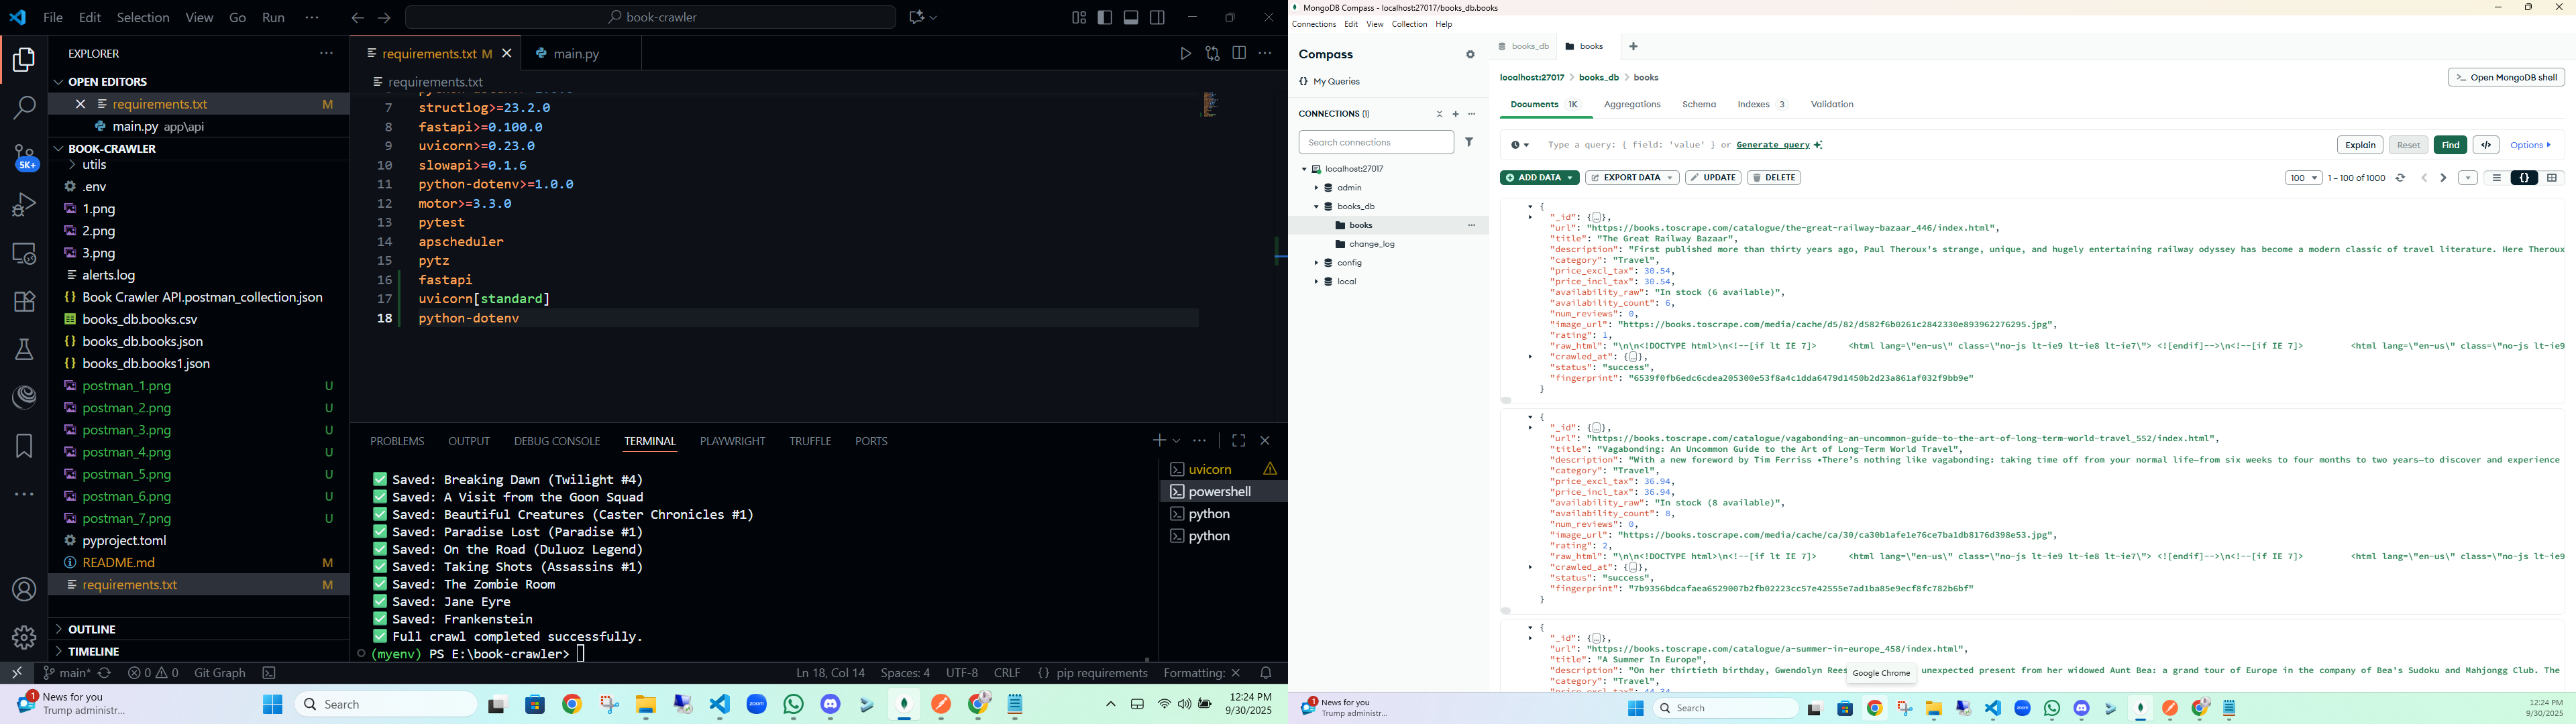 File Edit Selection View Go Run ···
book-crawler
EXPLORER
OPEN EDITORS
requirements.txt M
main.py app\api
BOOK-CRAWLER
utils
5K+
.env
1.png
2.png
3.png
alerts.log
Book Crawler API.postman_collection.json
books_db.books.csv
books_db.books.json
books_db.books1.json
postman_1.png U
postman_2.png U
postman_3.png U
postman_4.png U
postman_5.png U
postman_6.png U
postman_7.png U
pyproject.toml
README.md M
requirements.txt M
OUTLINE
TIMELINE
requirements.txt M
main.py
requirements.txt
7 structlog>=23.2.0
8 fastapi>=0.100.0
9 uvicorn>=0.23.0
10 slowapi>=0.1.6
11 python-dotenv>=1.0.0
12 motor>=3.3.0
13 pytest
14 apscheduler
15 pytz
16 fastapi
17 uvicorn[standard]
18 python-dotenv
PROBLEMS OUTPUT DEBUG CONSOLE TERMINAL PLAYWRIGHT TRUFFLE PORTS
Saved: Breaking Dawn (Twilight #4)
Saved: A Visit from the Goon Squad
Saved: Beautiful Creatures (Caster Chronicles #1)
Saved: Paradise Lost (Paradise #1)
Saved: On the Road (Duluoz Legend)
Saved: Taking Shots (Assassins #1)
Saved: The Zombie Room
Saved: Jane Eyre
Saved: Frankenstein
Full crawl completed successfully.
(myenv) PS E:\book-crawler>
uvicorn
powershell
python
python
main* 0 0 Git Graph
Ln 18, Col 14 Spaces: 4 UTF-8 CRLF {} pip requirements Formatting: ×
1
News for you
Trump administr...
Search
12:24 PM
9/30/2025
MongoDB Compass - localhost:27017/books_db.books
Connections Edit View Collection Help
Compass
My Queries
CONNECTIONS (1)
Search connections
localhost:27017
admin
books_db
books
change_log
config
local
books_db books
localhost:27017 > books_db > books
Open MongoDB shell
Documents 1K Aggregations Schema Indexes 3 Validation
Type a query: { field: 'value' } or Generate query
Explain Reset Find </> Options
ADD DATA EXPORT DATA UPDATE DELETE
100 1 – 100 of 1000
{
"_id": {…},
"url": "https://books.toscrape.com/catalogue/the-great-railway-bazaar_446/index.html",
"title": "The Great Railway Bazaar",
"description": "First published more than thirty years ago, Paul Theroux's strange, unique, and hugely entertaining railway odyssey has become a modern classic of travel literature. Here Theroux
"category": "Travel",
"price_excl_tax": 30.54,
"price_incl_tax": 30.54,
"availability_raw": "In stock (6 available)",
"availability_count": 6,
"num_reviews": 0,
"image_url": "https://books.toscrape.com/media/cache/d5/82/d582f6b0261c2842330e893962276295.jpg",
"rating": 1,
"raw_html": "\n\n<!DOCTYPE html>\n<!--[if lt IE 7]> <html lang=\"en-us\" class=\"no-js lt-ie9 lt-ie8 lt-ie7\"> <![endif]-->\n<!--[if IE 7]> <html lang=\"en-us\" class=\"no-js lt-ie9
"crawled_at": {…},
"status": "success",
"fingerprint": "6539f0fb6edc6cdea205300e53f8a4c1dda6479d1450b2d23a861af032f9bb9e"
}
{
"_id": {…},
"url": "https://books.toscrape.com/catalogue/vagabonding-an-uncommon-guide-to-the-art-of-long-term-world-travel_552/index.html",
"title": "Vagabonding: An Uncommon Guide to the Art of Long-Term World Travel",
"description": "With a new foreword by Tim Ferriss •There's nothing like vagabonding: taking time off from your normal life—from six weeks to four months to two years—to discover and experience
"category": "Travel",
"price_excl_tax": 36.94,
"price_incl_tax": 36.94,
"availability_raw": "In stock (8 available)",
"availability_count": 8,
"num_reviews": 0,
"image_url": "https://books.toscrape.com/media/cache/ca/30/ca30b1afe1e76ce7ba1db8176d398e53.jpg",
"rating": 2,
"raw_html": "\n\n<!DOCTYPE html>\n<!--[if lt IE 7]> <html lang=\"en-us\" class=\"no-js lt-ie9 lt-ie8 lt-ie7\"> <![endif]-->\n<!--[if IE 7]> <html lang=\"en-us\" class=\"no-js lt-ie9
"crawled_at": {…},
"status": "success",
"fingerprint": "7b9356bdcafaea6529007b2fb02223cc57e42555e7ad1ba85e9ecf8fc782b6bf"
}
{
"_id": {…},
"url": "https://books.toscrape.com/catalogue/a-summer-in-europe_458/index.html",
"title": "A Summer In Europe",
"description": "On her thirtieth birthday, Gwendolyn Rees unexpected present from her widowed Aunt Bea: a grand tour of Europe in the company of Bea's Sudoku and Mahjongg Club. The
"category": "Travel",
Google Chrome
1
News for you
Trump administr...
Search
12:24 PM
9/30/2025